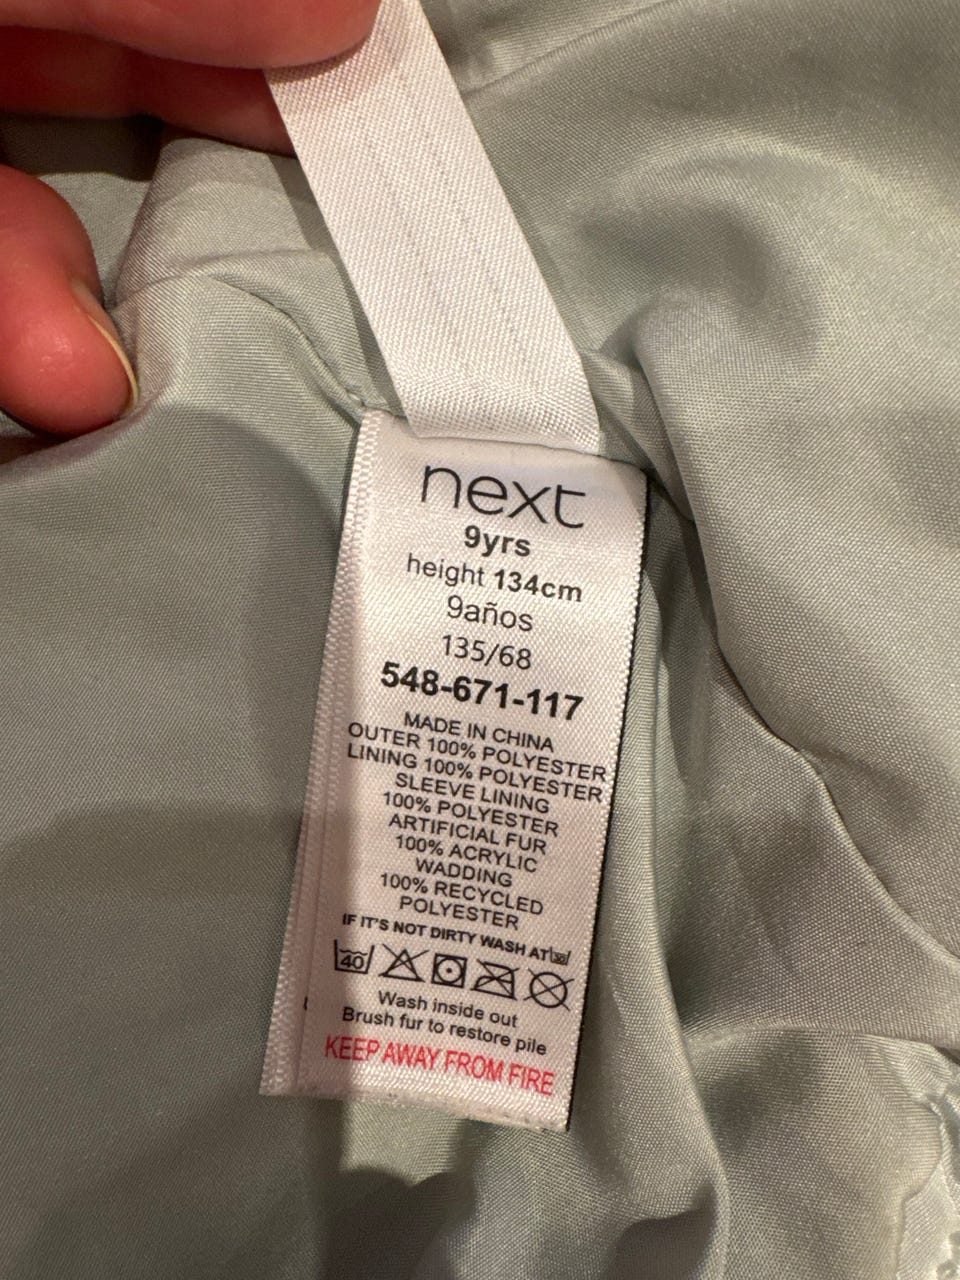 next
9yrs
height 134cm
9años
135/68
548-671-117
MADE IN CHINA
OUTER 100% POLYESTER
LINING 100% POLYESTER
SLEEVE LINING
100% POLYESTER
ARTIFICIAL FUR
100% ACRYLIC
WADDING
100% RECYCLED
POLYESTER
IF IT'S NOT DIRTY WASH AT 30
40
Wash inside out
Brush fur to restore pile
KEEP AWAY FROM FIRE